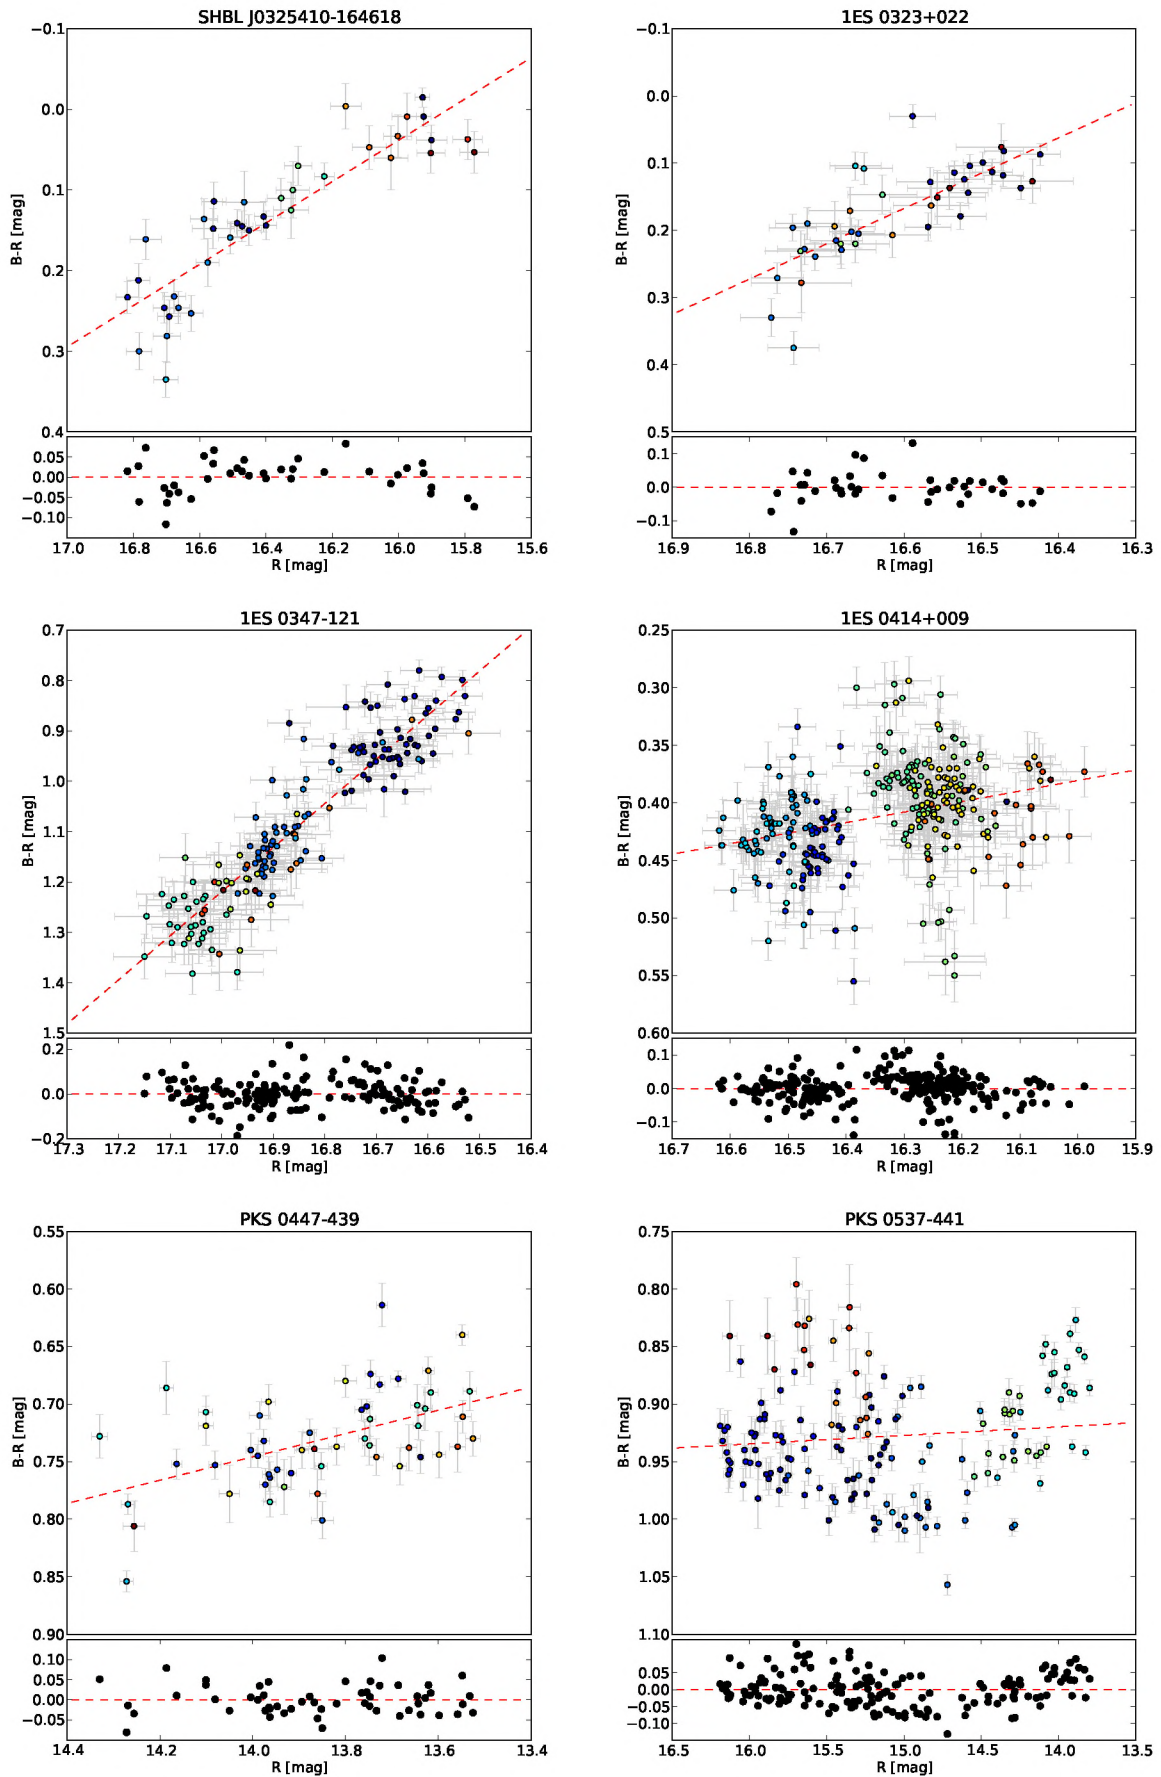 SHBL J0325410-164618
−0.1
0.0
0.1
0.2
0.3
0.4
B-R [mag]
0.05
0.00
−0.05
−0.10
17.0 16.8 16.6 16.4 16.2 16.0 15.8 15.6
R [mag]
1ES 0323+022
−0.1
0.0
0.1
0.2
0.3
0.4
0.5
B-R [mag]
0.1
0.0
−0.1
16.9 16.8 16.7 16.6 16.5 16.4 16.3
R [mag]
1ES 0347-121
0.7
0.8
0.9
1.0
1.1
1.2
1.3
1.4
1.5
B-R [mag]
0.2
0.0
−0.2
17.3 17.2 17.1 17.0 16.9 16.8 16.7 16.6 16.5 16.4
R [mag]
1ES 0414+009
0.25
0.30
0.35
0.40
0.45
0.50
0.55
0.60
B-R [mag]
0.1
0.0
−0.1
16.7 16.6 16.5 16.4 16.3 16.2 16.1 16.0 15.9
R [mag]
PKS 0447-439
0.55
0.60
0.65
0.70
0.75
0.80
0.85
0.90
B-R [mag]
0.10
0.05
0.00
−0.05
14.4 14.2 14.0 13.8 13.6 13.4
R [mag]
PKS 0537-441
0.75
0.80
0.85
0.90
0.95
1.00
1.05
1.10
B-R [mag]
0.05
0.00
−0.05
−0.10
16.5 16.0 15.5 15.0 14.5 14.0 13.5
R [mag]